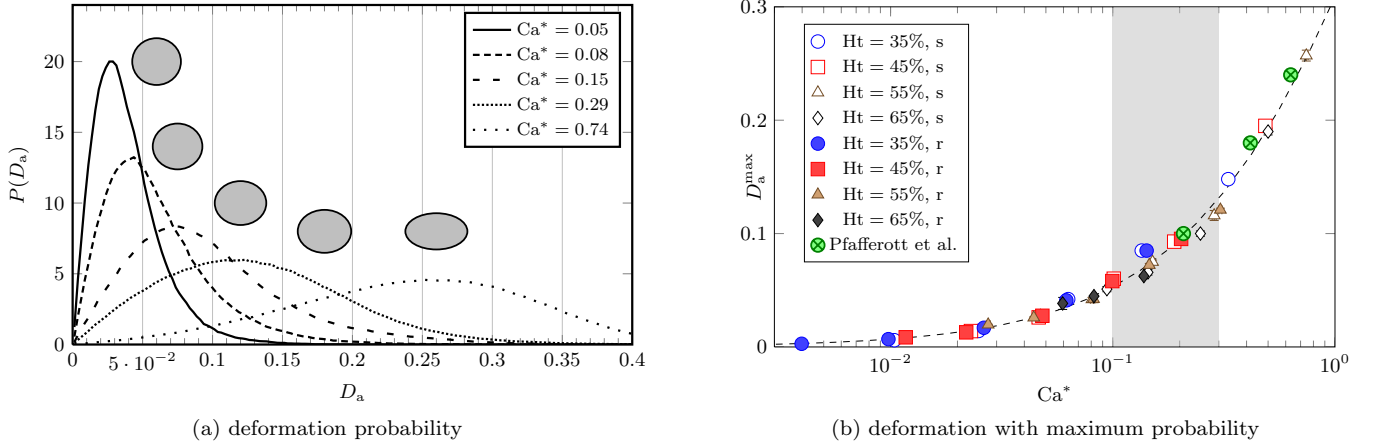 0
5
10
15
20
P(Dₐ)
0
5 · 10⁻²
0.1
0.15
0.2
0.25
0.3
0.35
0.4
Dₐ
Ca* = 0.05
Ca* = 0.08
Ca* = 0.15
Ca* = 0.29
Ca* = 0.74
(a) deformation probability
0
0.1
0.2
0.3
Dₐᵐᵃˣ
10⁻²
10⁻¹
10⁰
Ca*
Ht = 35%, s
Ht = 45%, s
Ht = 55%, s
Ht = 65%, s
Ht = 35%, r
Ht = 45%, r
Ht = 55%, r
Ht = 65%, r
Pfafferott et al.
(b) deformation with maximum probability